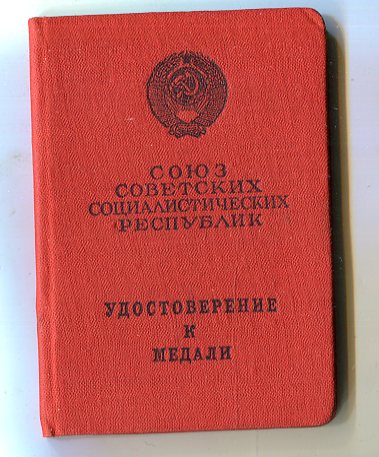 СОЮЗ
СОВЕТСКИХ
СОЦИАЛИСТИЧЕСКИХ
РЕСПУБЛИК
УДОСТОВЕРЕНИЕ
К
МЕДАЛИ